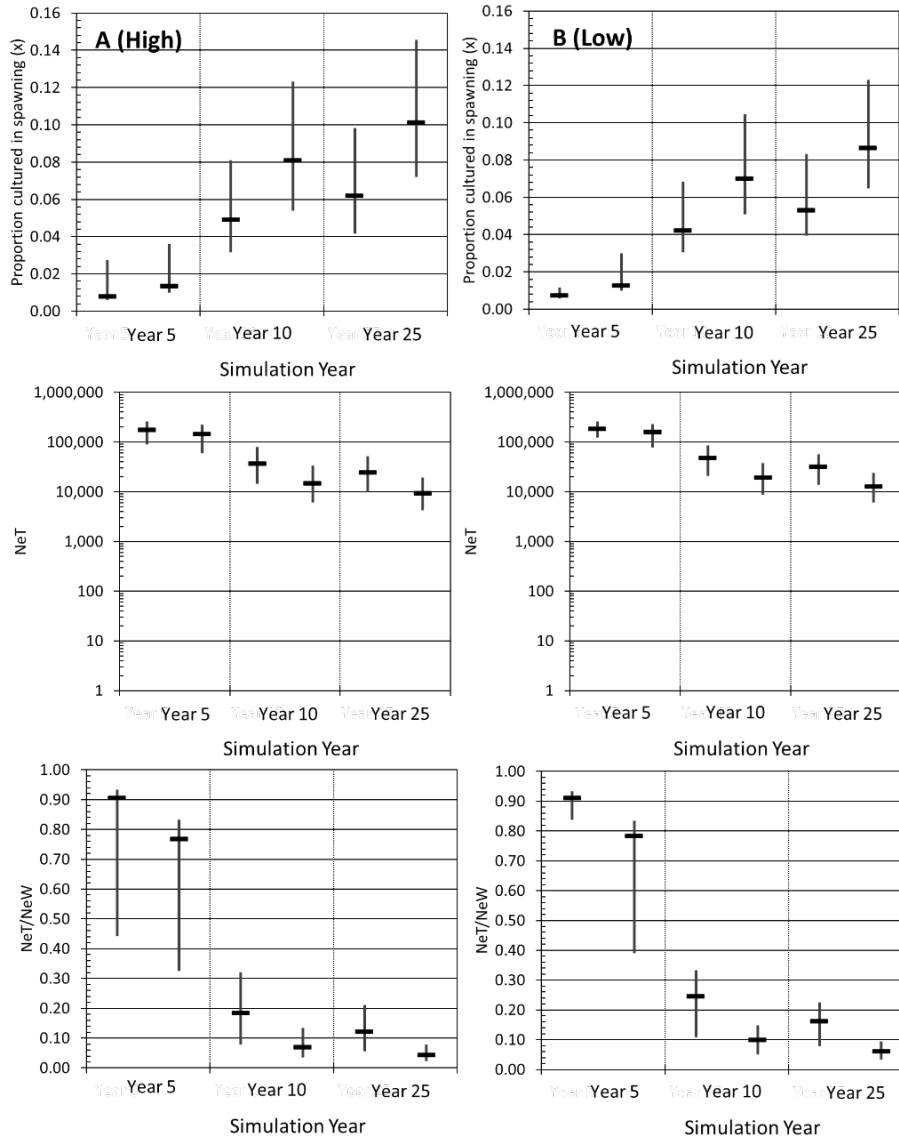 A (High)
Proportion cultured in spawning (x)
0.16
0.14
0.12
0.10
0.08
0.06
0.04
0.02
0.00
Year 5 Year 10 Year 25
Simulation Year
B (Low)
Proportion cultured in spawning (x)
0.16
0.14
0.12
0.10
0.08
0.06
0.04
0.02
0.00
Year 5 Year 10 Year 25
Simulation Year
NeT
1,000,000
100,000
10,000
1,000
100
10
1
Year 5 Year 10 Year 25
Simulation Year
NeT
1,000,000
100,000
10,000
1,000
100
10
1
Year 5 Year 10 Year 25
Simulation Year
NeT/NeW
1.00
0.90
0.80
0.70
0.60
0.50
0.40
0.30
0.20
0.10
0.00
Year 5 Year 10 Year 25
Simulation Year
NeT/NeW
1.00
0.90
0.80
0.70
0.60
0.50
0.40
0.30
0.20
0.10
0.00
Year 5 Year 10 Year 25
Simulation Year